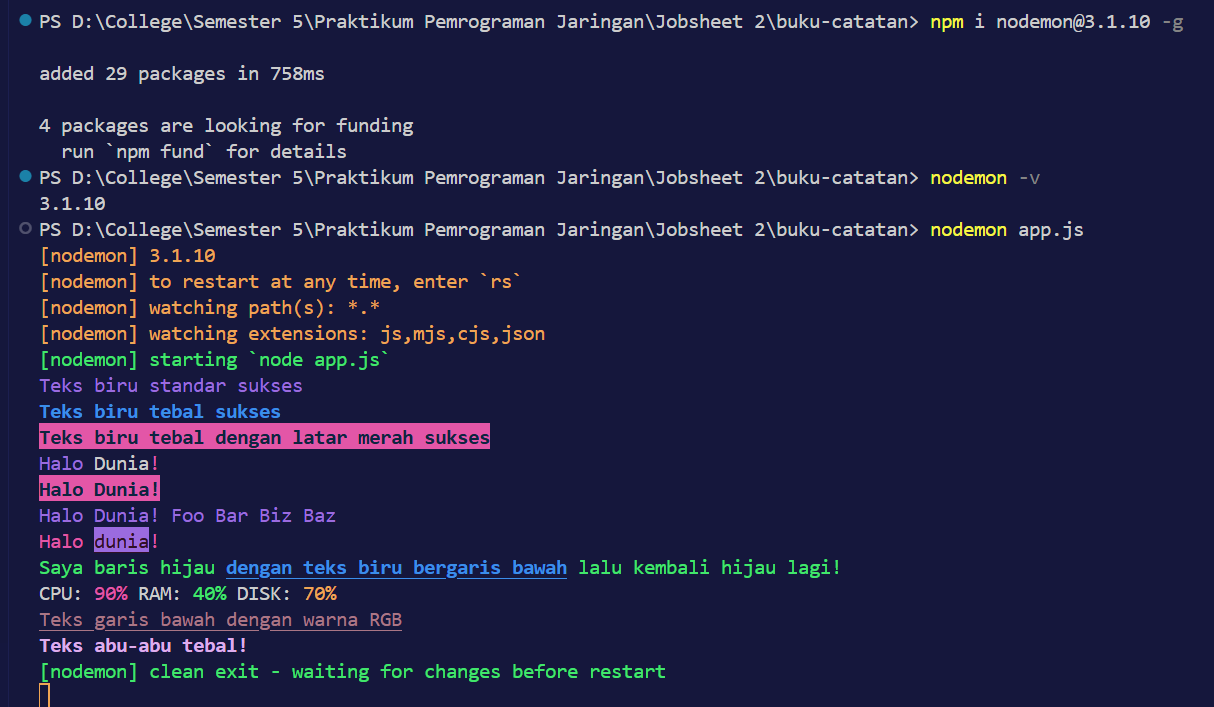 PS D:\College\Semester 5\Praktikum Pemrograman Jaringan\Jobsheet 2\buku-catatan> npm i nodemon@3.1.10 -g
added 29 packages in 758ms
4 packages are looking for funding
  run `npm fund` for details
PS D:\College\Semester 5\Praktikum Pemrograman Jaringan\Jobsheet 2\buku-catatan> nodemon -v
3.1.10
PS D:\College\Semester 5\Praktikum Pemrograman Jaringan\Jobsheet 2\buku-catatan> nodemon app.js
[nodemon] 3.1.10
[nodemon] to restart at any time, enter `rs`
[nodemon] watching path(s): *.*
[nodemon] watching extensions: js,mjs,cjs,json
[nodemon] starting `node app.js`
Teks biru standar sukses
Teks biru tebal sukses
Teks biru tebal dengan latar merah sukses
Halo Dunia!
Halo Dunia!
Halo Dunia! Foo Bar Biz Baz
Halo dunia!
Saya baris hijau dengan teks biru bergaris bawah lalu kembali hijau lagi!
CPU: 90% RAM: 40% DISK: 70%
Teks garis bawah dengan warna RGB
Teks abu-abu tebal!
[nodemon] clean exit - waiting for changes before restart